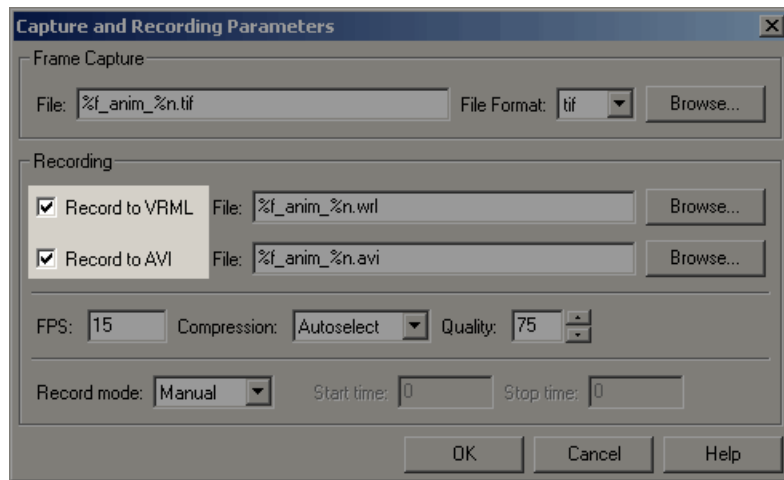 Capture and Recording Parameters
Frame Capture
File: %f_anim_%n.tif File Format: tif Browse...
Recording
Record to VRML File: %f_anim_%n.wrl Browse...
Record to AVI File: %f_anim_%n.avi Browse...
FPS: 15 Compression: Autoselect Quality: 75
Record mode: Manual Start time: 0 Stop time: 0
OK Cancel Help